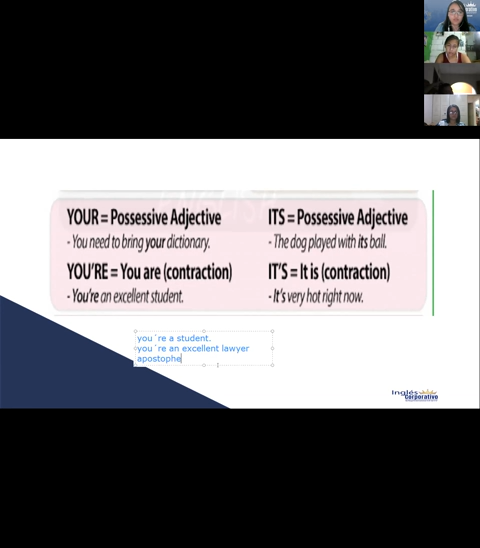 YOUR = Possessive Adjective
- You need to bring your dictionary.
YOU'RE = You are (contraction)
- You're an excellent student.
ITS = Possessive Adjective
- The dog played with its ball.
IT'S = It is (contraction)
- It's very hot right now.
you´re a student.
you´re an excellent lawyer
apostophe
Inglés
Corporativo